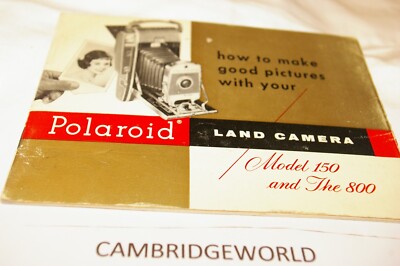 how to make
good pictures
with your
Polaroid®
LAND CAMERA
Model 150
and The 800
CAMBRIDGEWORLD